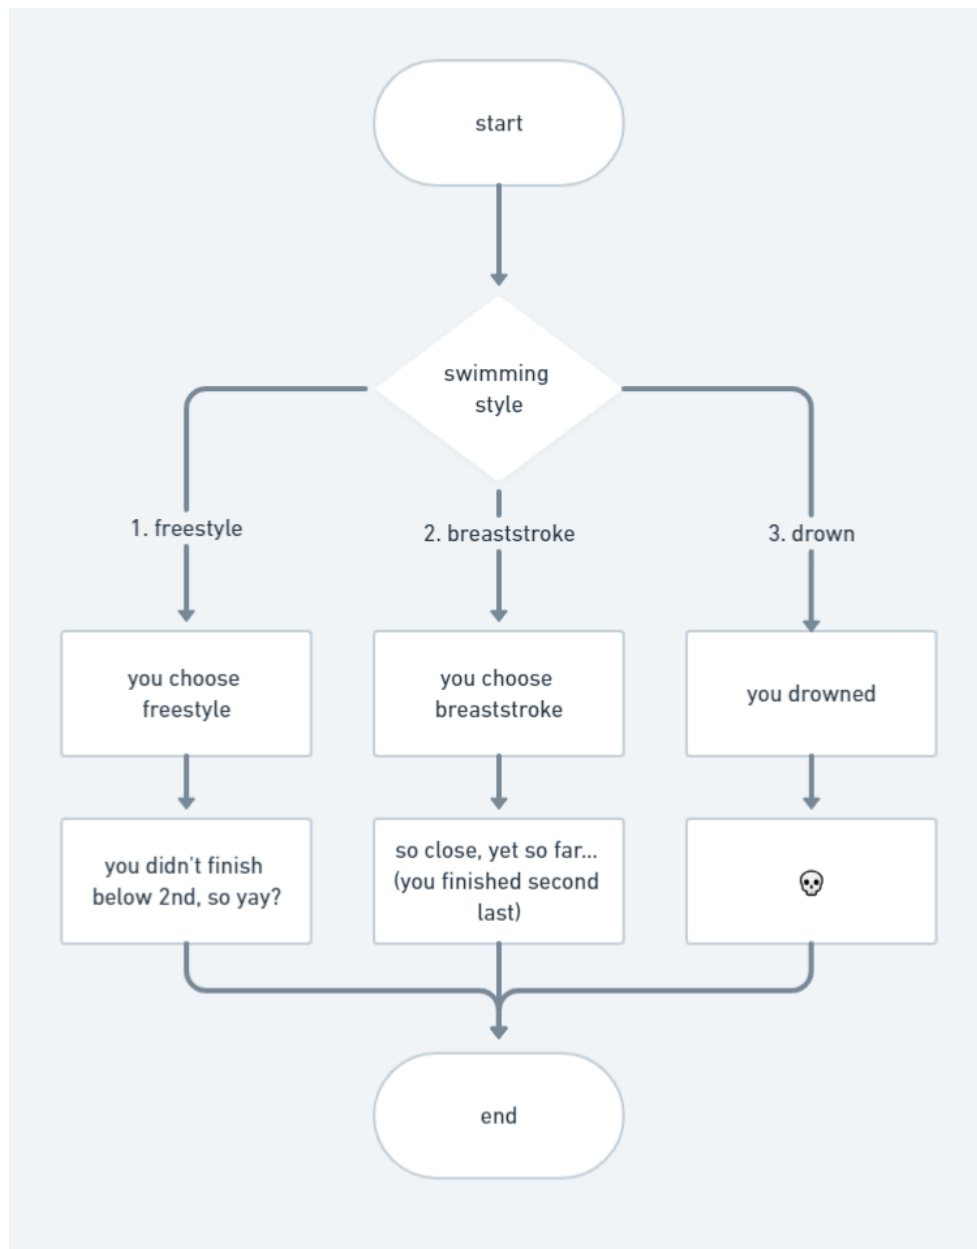 start
swimming
style
1. freestyle
2. breaststroke
3. drown
you choose
freestyle
you choose
breaststroke
you drowned
you didn't finish
below 2nd, so yay?
so close, yet so far...
(you finished second
last)
💀
end